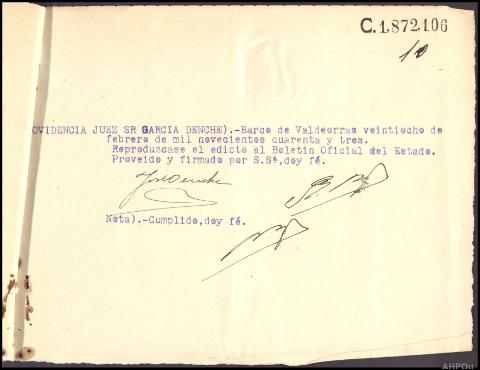 C.1,872,106
10
OVIDENCIA JUEZ SR GARCIA DENCHE).-Barco de Valdeorras veintiocho de
febrero de mil novecientos cuarenta y tres.
Reproduzcase el edicto al Boletin Oficial del Estado.
Proveido y firmado por S.Sª,doy fé.
Nota).-Cumplido,doy fé.
AHPOu